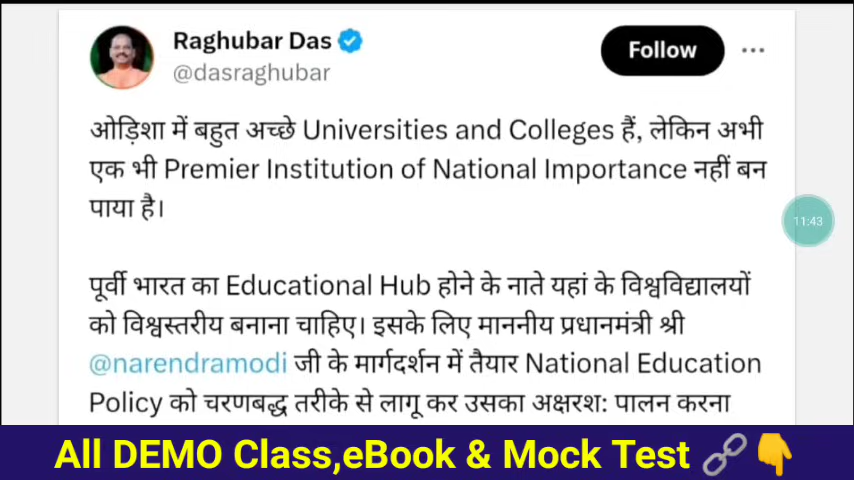 Raghubar Das
@dasraghubar
Follow
ओड़िशा में बहुत अच्छे Universities and Colleges हैं, लेकिन अभी
एक भी Premier Institution of National Importance नहीं बन
पाया है।
पूर्वी भारत का Educational Hub होने के नाते यहां के विश्वविद्यालयों
को विश्वस्तरीय बनाना चाहिए। इसके लिए माननीय प्रधानमंत्री श्री
@narendramodi जी के मार्गदर्शन में तैयार National Education
Policy को चरणबद्ध तरीके से लागू कर उसका अक्षरश: पालन करना
11:43
All DEMO Class,eBook & Mock Test 🔗👇